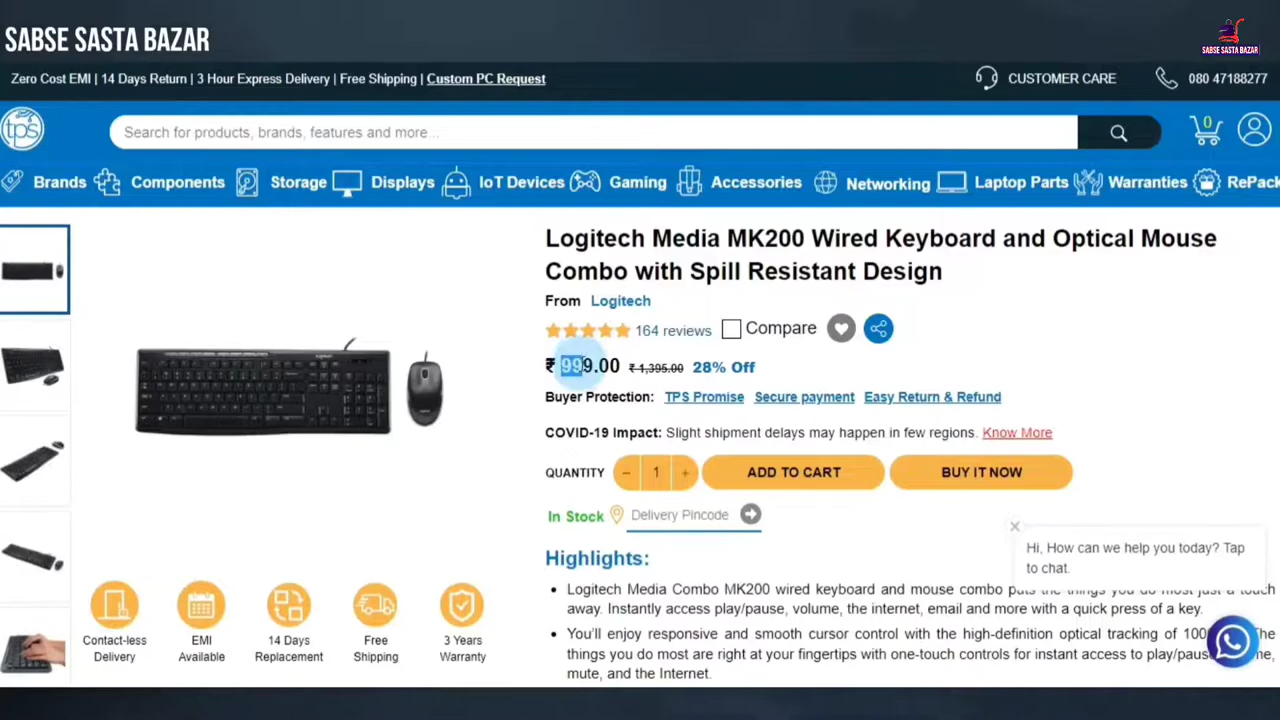 SABSE SASTA BAZAR
SABSE SASTA BAZAR
Zero Cost EMI | 14 Days Return | 3 Hour Express Delivery | Free Shipping | Custom PC Request
CUSTOMER CARE
080 47188277
tps
Search for products, brands, features and more...
0
Brands
Components
Storage
Displays
IoT Devices
Gaming
Accessories
Networking
Laptop Parts
Warranties
RePack
Logitech Media MK200 Wired Keyboard and Optical Mouse
Combo with Spill Resistant Design
From Logitech
164 reviews
Compare
₹ 999.00 ₹ 1,395.00 28% Off
Buyer Protection: TPS Promise Secure payment Easy Return & Refund
COVID-19 Impact: Slight shipment delays may happen in few regions. Know More
QUANTITY - 1 + ADD TO CART BUY IT NOW
In Stock Delivery Pincode
Hi, How can we help you today? Tap
to chat.
Highlights:
• Logitech Media Combo MK200 wired keyboard and mouse combo puts the things you do most just a touch
away. Instantly access play/pause, volume, the internet, email and more with a quick press of a key.
• You'll enjoy responsive and smooth cursor control with the high-definition optical tracking of The
things you do most are right at your fingertips with one-touch controls for instant access to
mute, and the Internet.
Contact-less
Delivery
EMI
Available
14 Days
Replacement
Free
Shipping
3 Years
Warranty